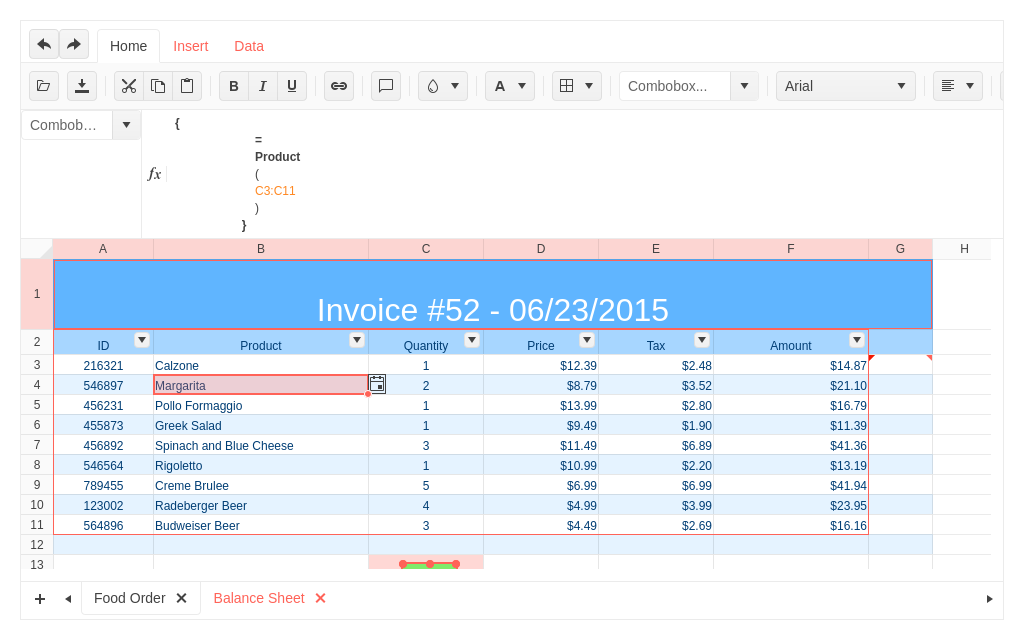 Home Insert Data
B I U A Combobox... Arial
Combob…
{
=
Product
(
C3:C11
)
}
fx
A B C D E F G H
1 Invoice #52 - 06/23/2015
2 ID Product Quantity Price Tax Amount
3 216321 Calzone 1 $12.39 $2.48 $14.87
4 546897 Margarita 2 $8.79 $3.52 $21.10
5 456231 Pollo Formaggio 1 $13.99 $2.80 $16.79
6 455873 Greek Salad 1 $9.49 $1.90 $11.39
7 456892 Spinach and Blue Cheese 3 $11.49 $6.89 $41.36
8 546564 Rigoletto 1 $10.99 $2.20 $13.19
9 789455 Creme Brulee 5 $6.99 $6.99 $41.94
10 123002 Radeberger Beer 4 $4.99 $3.99 $23.95
11 564896 Budweiser Beer 3 $4.49 $2.69 $16.16
12
13
Food Order Balance Sheet